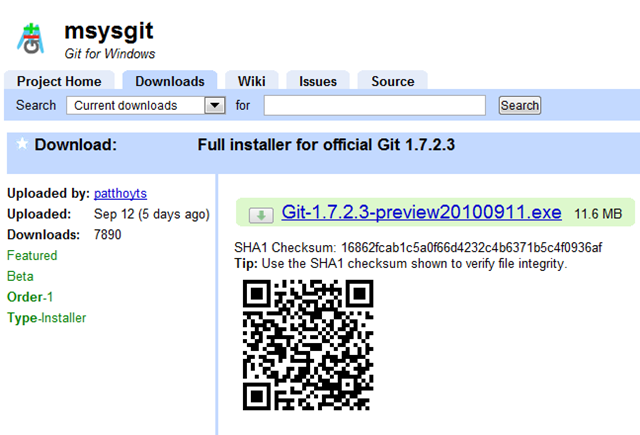 msysgit
Git for Windows
Project Home Downloads Wiki Issues Source
Search Current downloads for Search
Download: Full installer for official Git 1.7.2.3
Uploaded by: patthoyts
Uploaded: Sep 12 (5 days ago)
Downloads: 7890
Featured
Beta
Order-1
Type-Installer
Git-1.7.2.3-preview20100911.exe 11.6 MB
SHA1 Checksum: 16862fcab1c5a0f66d4232c4b6371b5c4f0936af
Tip: Use the SHA1 checksum shown to verify file integrity.